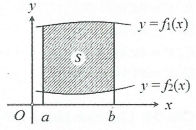 y
y = f₁(x)
S
y = f₂(x)
O a b x